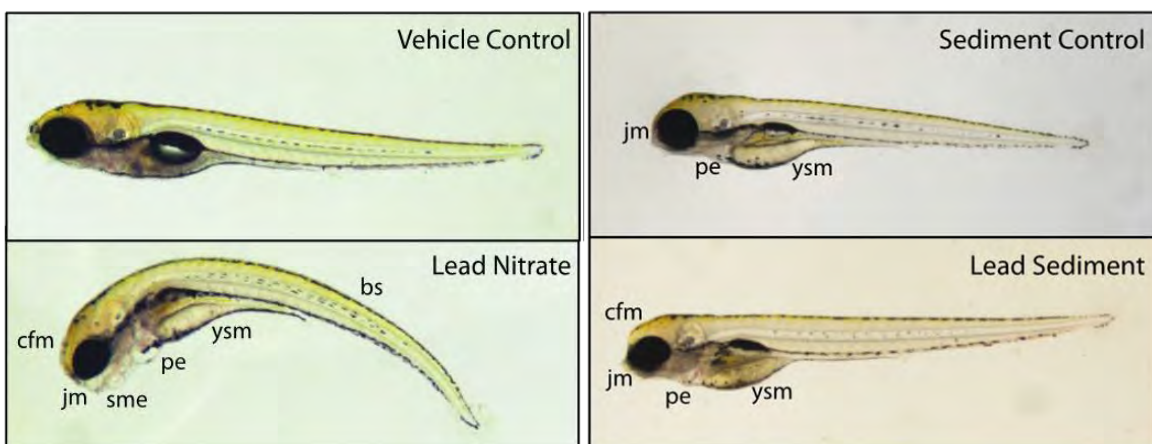 Vehicle Control
Sediment Control
jm
pe
ysm
Lead Nitrate
bs
ysm
cfm
pe
jm
sme
Lead Sediment
cfm
jm
pe
ysm